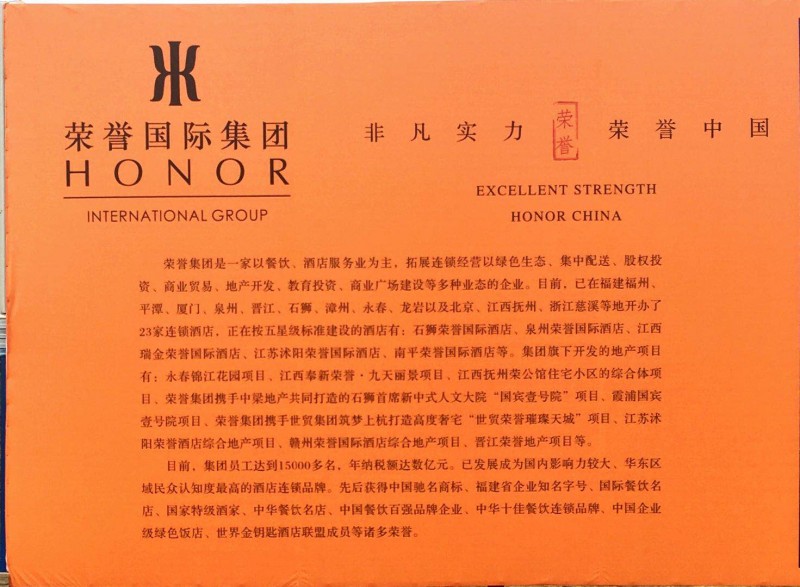 荣誉国际集团
HONOR
INTERNATIONAL GROUP
非凡实力 荣誉 荣誉中国
EXCELLENT STRENGTH
HONOR CHINA
荣誉集团是一家以餐饮、酒店服务业为主，拓展连锁经营以绿色生态、集中配送、股权投
资、商业贸易、地产开发、教育投资、商业广场建设等多种业态的企业。目前，已在福建福州、
平潭、厦门、泉州、晋江、石狮、漳州、永春、龙岩以及北京、江西抚州、浙江慈溪等地开办了
23家连锁酒店，正在按五星级标准建设的酒店有：石狮荣誉国际酒店、泉州荣誉国际酒店、江西
瑞金荣誉国际酒店、江苏沭阳荣誉国际酒店、南平荣誉国际酒店等。集团旗下开发的地产项目
有：永春锦江花园项目、江西奉新荣誉·九天丽景项目、江西抚州荣公馆住宅小区的综合体项
目、荣誉集团携手中梁地产共同打造的石狮首席新中式人文大院“国宾壹号院”项目、霞浦国宾
壹号院项目、荣誉集团携手世贸集团筑梦上杭打造高度奢宅“世贸荣誉璀璨天城”项目、江苏沭
阳荣誉酒店综合地产项目、赣州荣誉国际酒店综合地产项目、晋江荣誉地产项目等。
目前，集团员工达到15000多名，年纳税额达数亿元。已发展成为国内影响力较大、华东区
域民众认知度最高的酒店连锁品牌。先后获得中国驰名商标、福建省企业知名字号、国际餐饮名
店、国家特级酒家、中华餐饮名店、中国餐饮百强品牌企业、中华十佳餐饮连锁品牌、中国企业
级绿色饭店、世界金钥匙酒店联盟成员等诸多荣誉。